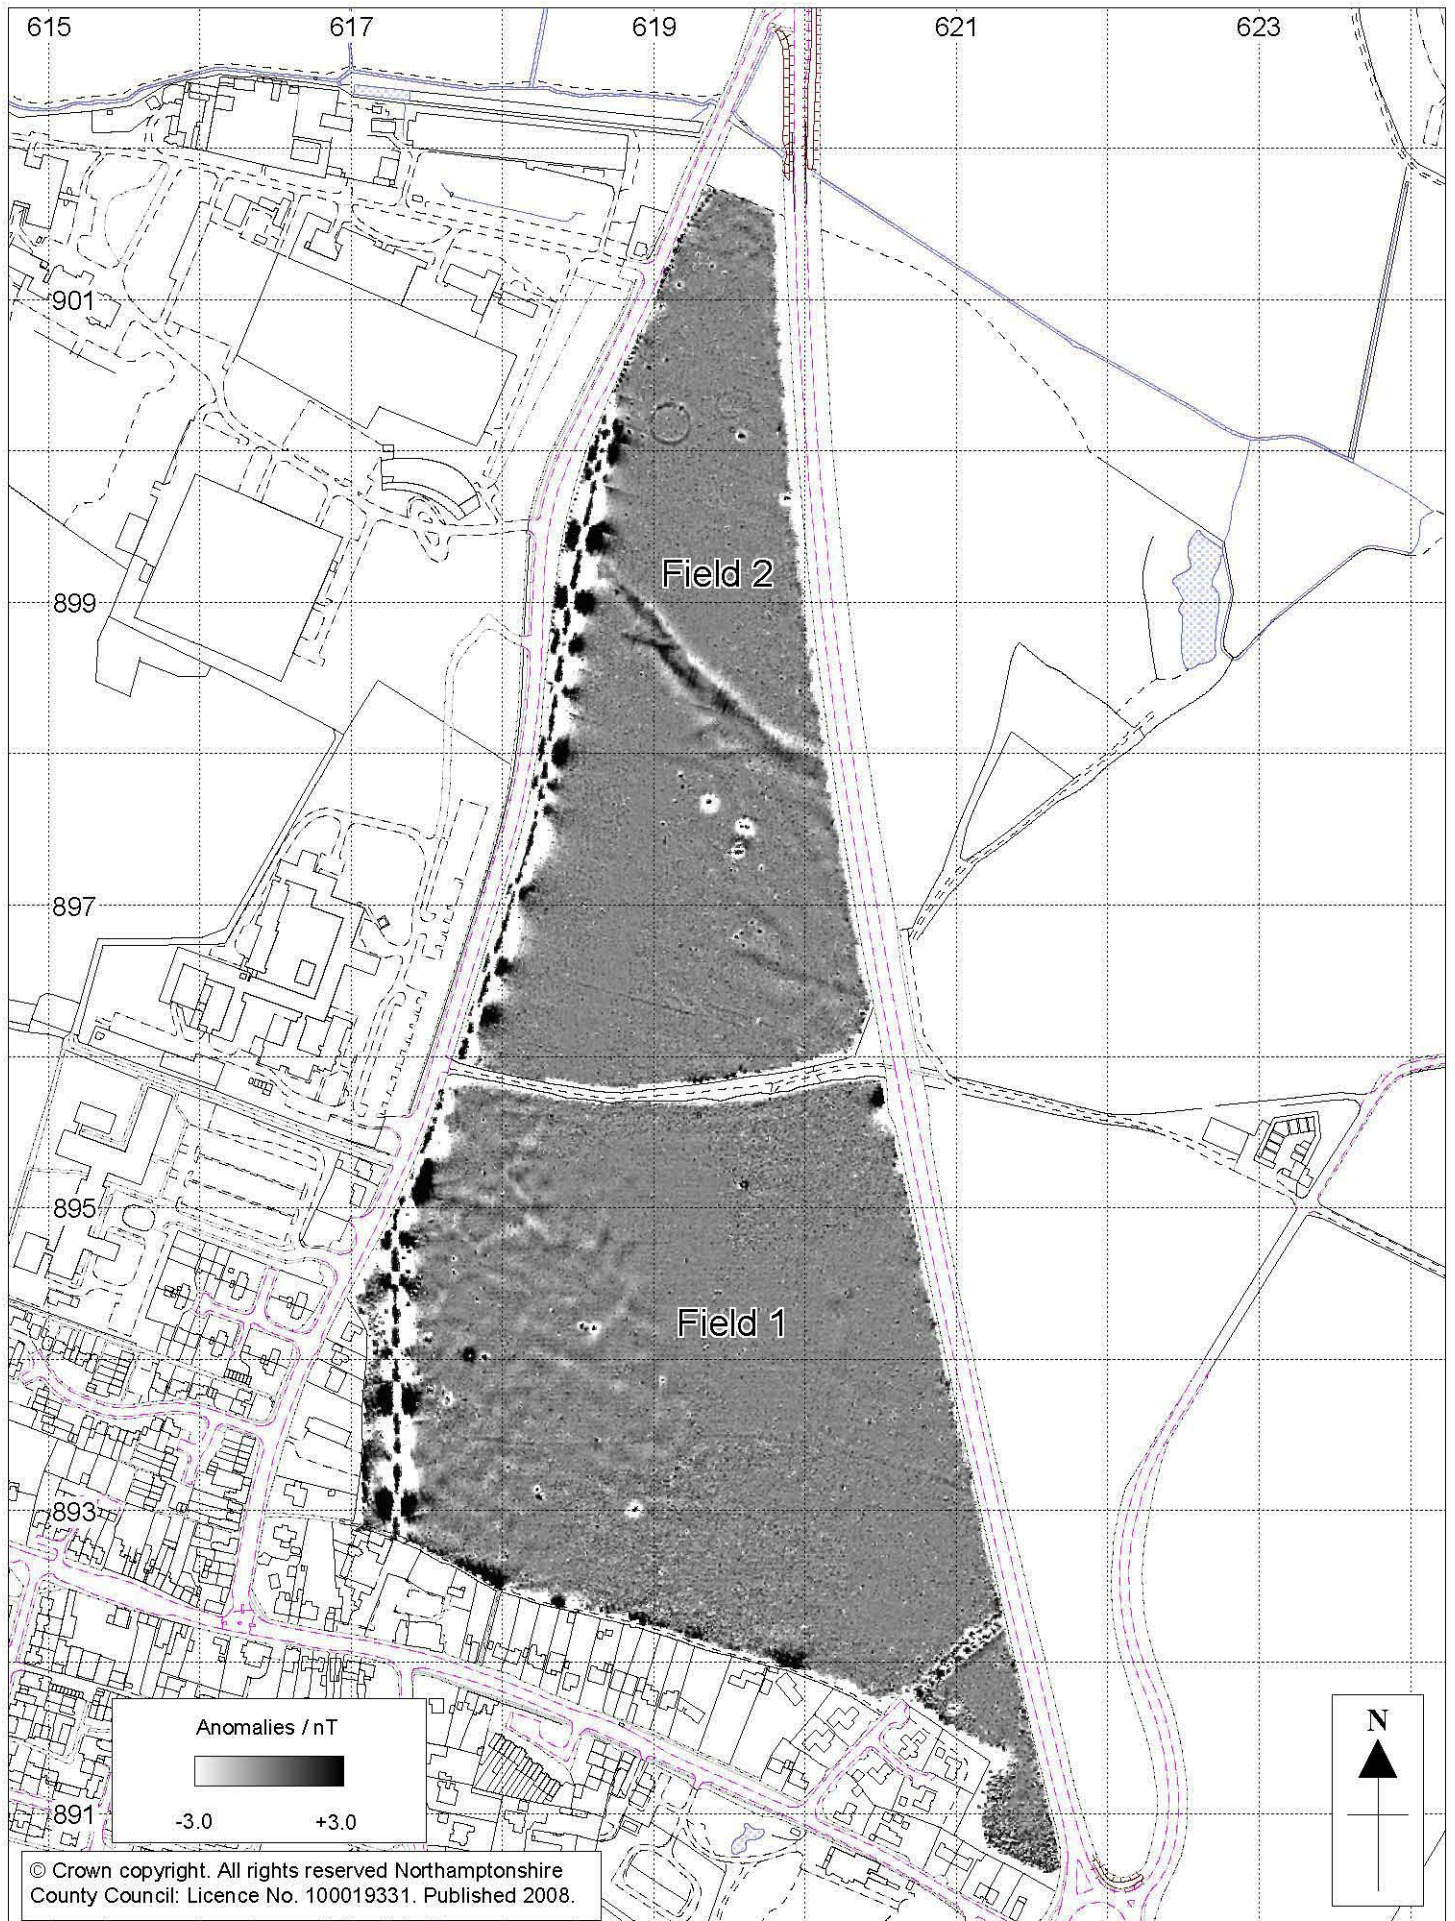 615 617 619 621 623
901
Field 2
899
897
895
Field 1
893
Anomalies / nT
-3.0 +3.0
891
N
© Crown copyright. All rights reserved Northamptonshire
County Council: Licence No. 100019331. Published 2008.